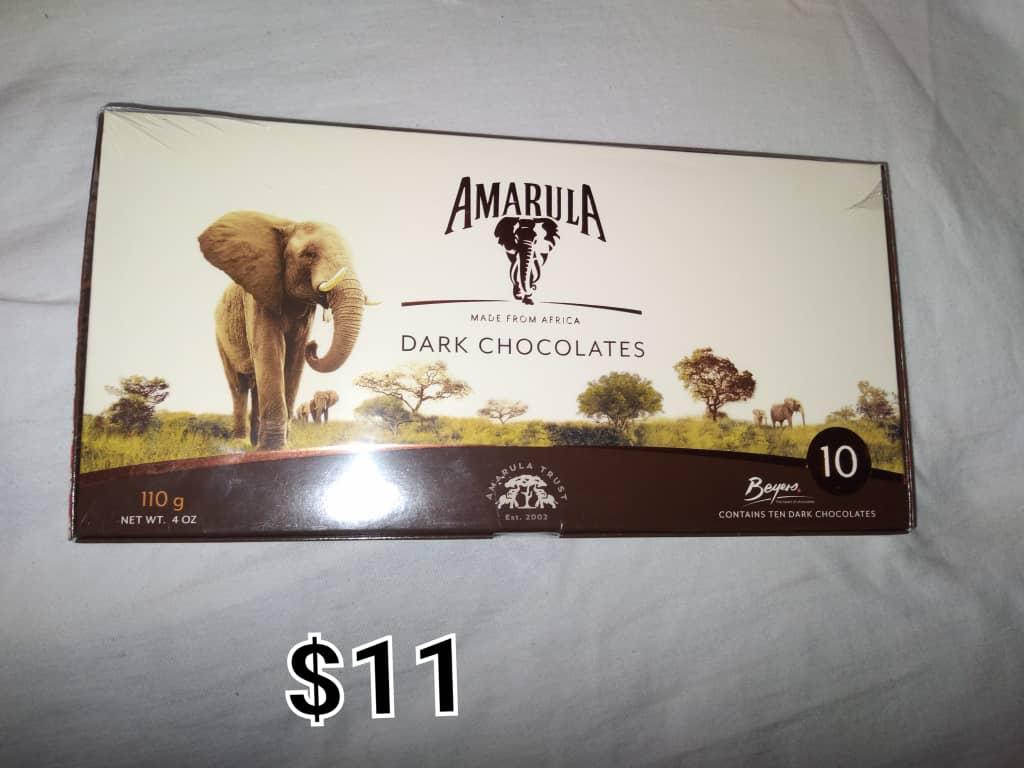 AMARULA
MADE FROM AFRICA
DARK CHOCOLATES
110 g
NET WT. 4 OZ
AMARULA TRUST
Est. 2002
Beyers.
10
CONTAINS TEN DARK CHOCOLATES
$11